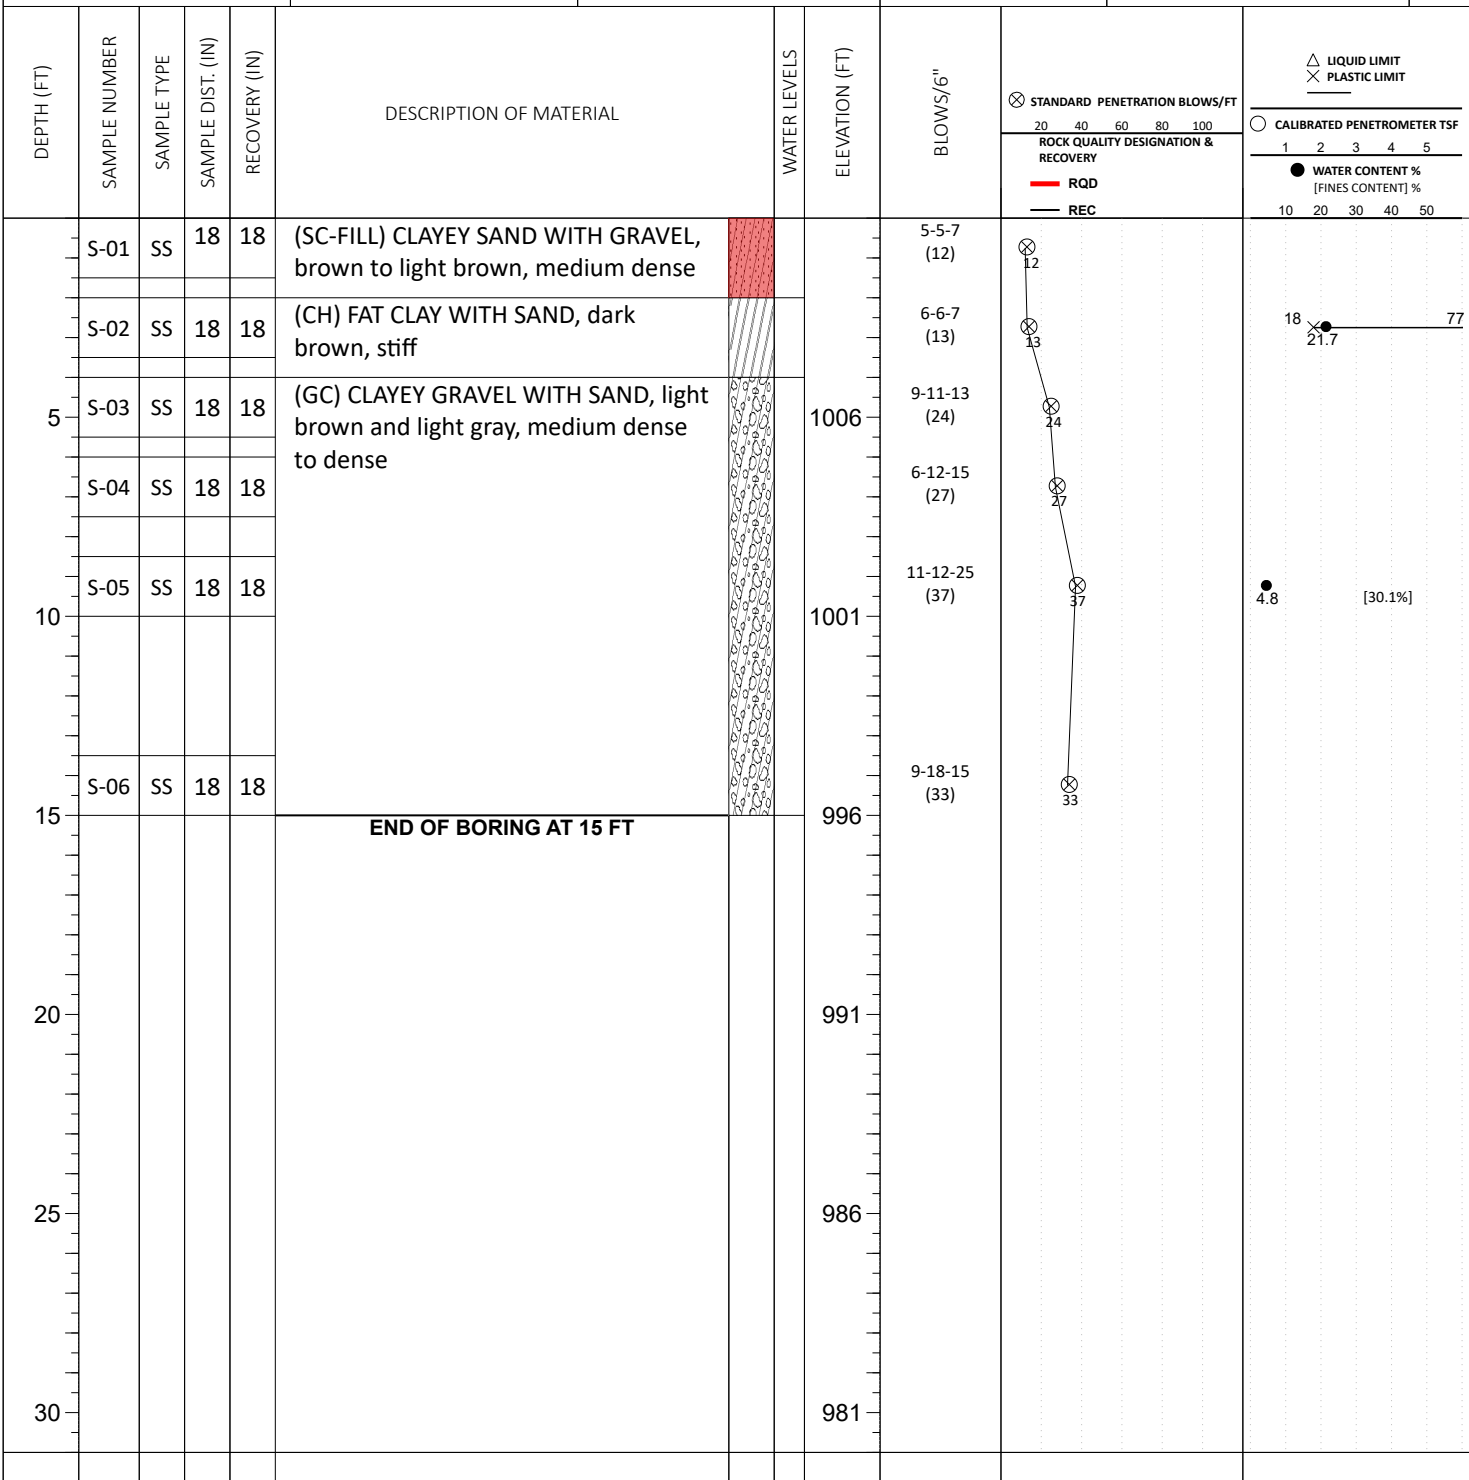 DEPTH (FT)
SAMPLE NUMBER
SAMPLE TYPE
SAMPLE DIST. (IN)
RECOVERY (IN)
DESCRIPTION OF MATERIAL
WATER LEVELS
ELEVATION (FT)
BLOWS/6"
STANDARD PENETRATION BLOWS/FT
20 40 60 80 100
ROCK QUALITY DESIGNATION &
RECOVERY
RQD
REC
LIQUID LIMIT
PLASTIC LIMIT
CALIBRATED PENETROMETER TSF
1 2 3 4 5
WATER CONTENT %
[FINES CONTENT] %
10 20 30 40 50
S-01 SS 18 18
(SC-FILL) CLAYEY SAND WITH GRAVEL,
brown to light brown, medium dense
5-5-7
(12)
12
S-02 SS 18 18
(CH) FAT CLAY WITH SAND, dark
brown, stiff
6-6-7
(13)
13
18 77
21.7
5
S-03 SS 18 18
(GC) CLAYEY GRAVEL WITH SAND, light
brown and light gray, medium dense
to dense
1006
9-11-13
(24)
24
S-04 SS 18 18
6-12-15
(27)
27
S-05 SS 18 18
11-12-25
(37)
37
4.8 [30.1%]
10 1001
S-06 SS 18 18
9-18-15
(33)
33
15 996
END OF BORING AT 15 FT
20 991
25 986
30 981